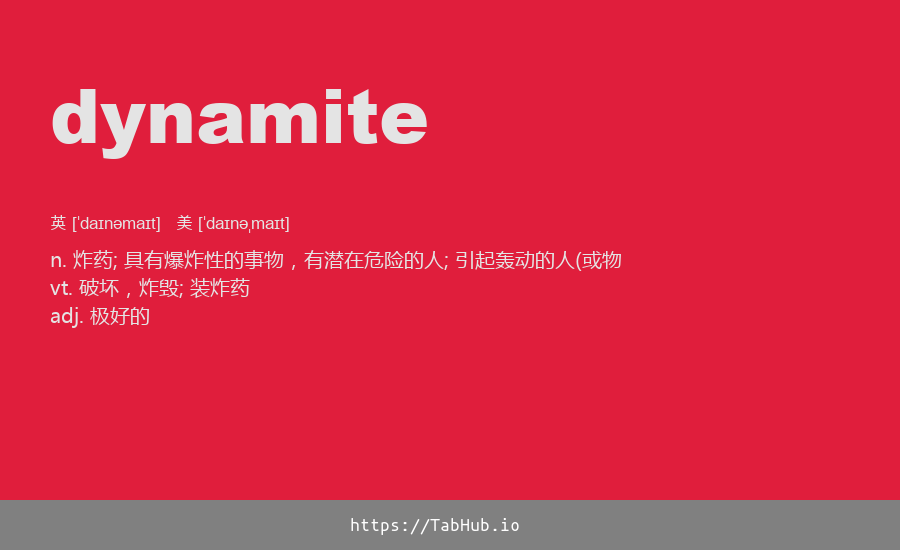 dynamite
英 [ˈdaɪnəmaɪt] 美 [ˈdaɪnəˌmaɪt]
n. 炸药; 具有爆炸性的事物，有潜在危险的人; 引起轰动的人(或物
vt. 破坏，炸毁; 装炸药
adj. 极好的
https://TabHub.io